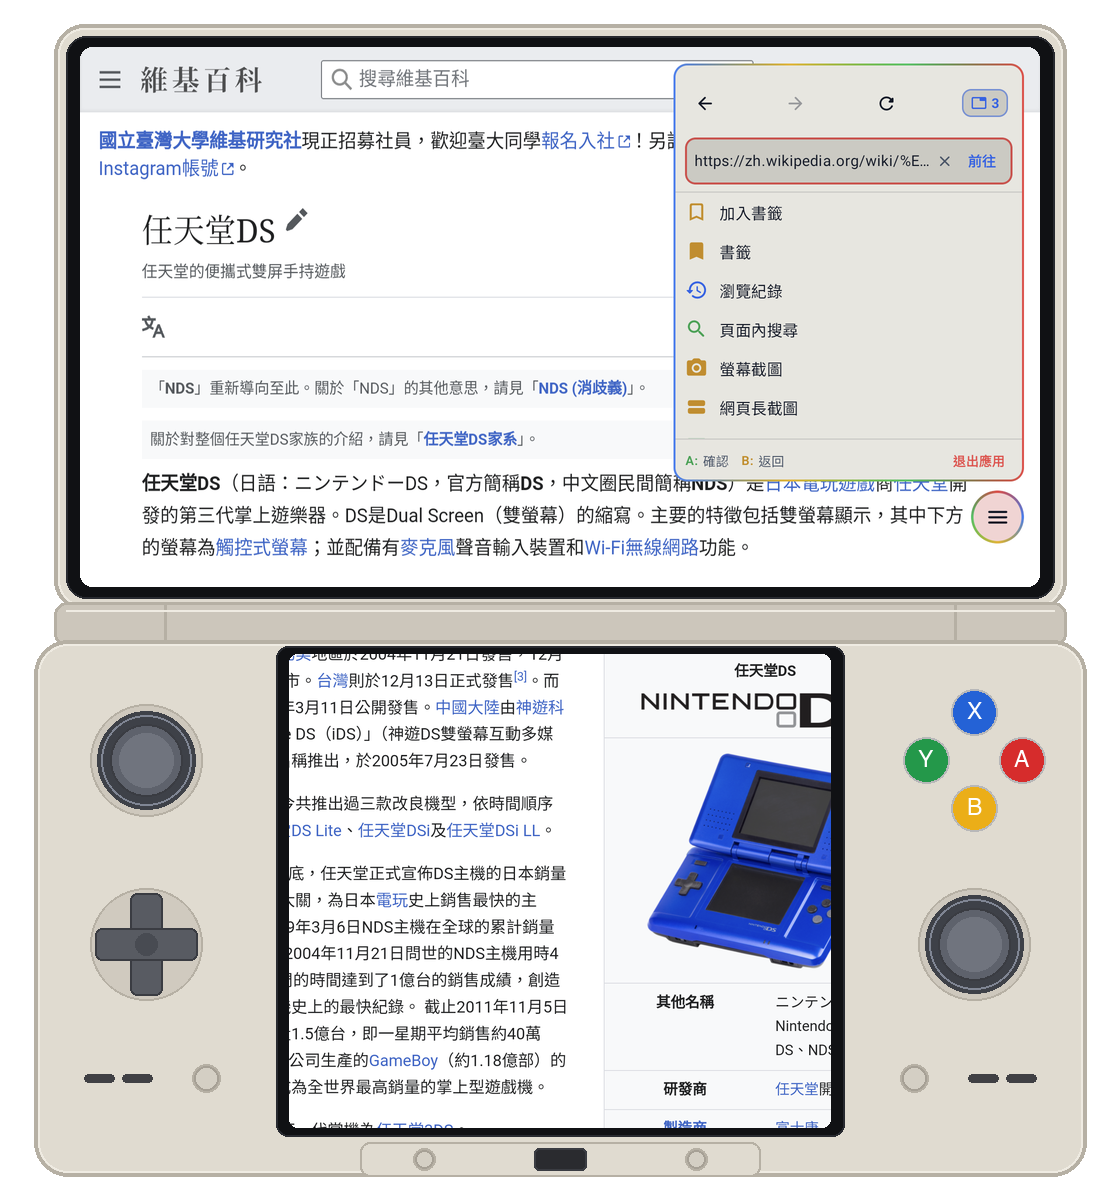 維基百科
搜尋維基百科
3
https://zh.wikipedia.org/wiki/%E...
前往
加入書籤
書籤
瀏覽紀錄
頁面內搜尋
螢幕截圖
網頁長截圖
A: 確認 B: 返回
退出應用
國立臺灣大學維基研究社現正招募社員，歡迎臺大同學報名入社！另
Instagram帳號。
任天堂DS
任天堂的便攜式雙屏手持遊戲
「NDS」重新導向至此。關於「NDS」的其他意思，請見「NDS (消歧義)」。
關於對整個任天堂DS家族的介紹，請見「任天堂DS家系」。
任天堂DS（日語：ニンテンドーDS，官方簡稱DS，中文圈民間簡稱NDS）是日本電玩遊戲商任天堂開
發的第三代掌上遊樂器。DS是Dual Screen（雙螢幕）的縮寫。主要的特徵包括雙螢幕顯示，其中下方
的螢幕為觸控式螢幕；並配備有麥克風聲音輸入裝置和Wi-Fi無線網路功能。
地區於2004年11月21日發售，12月
市。台灣則於12月13日正式發售[3]。而
3月11日公開發售。中國大陸由神遊科
DS（iDS）」（神遊DS雙螢幕互動多媒
稱推出，於2005年7月23日發售。
今共推出過三款改良機型，依時間順序
DS Lite、任天堂DSi及任天堂DSi LL。
底，任天堂正式宣佈DS主機的日本銷量
大關，為日本電玩史上銷售最快的主
9年3月6日NDS主機在全球的累計銷量
2004年11月21日問世的NDS主機用時4
的時間達到了1億台的銷售成績，創造
史上的最快紀錄。 截止2011年11月5日
1.5億台，即一星期平均銷售約40萬
公司生產的GameBoy（約1.18億部）的
為全世界最高銷量的掌上型遊戲機。
任天堂DS
NINTENDO D
其他名稱
ニンテン
Nintendo
DS、NDS
研發商
任天堂開
製造商
富士康
X
Y
A
B